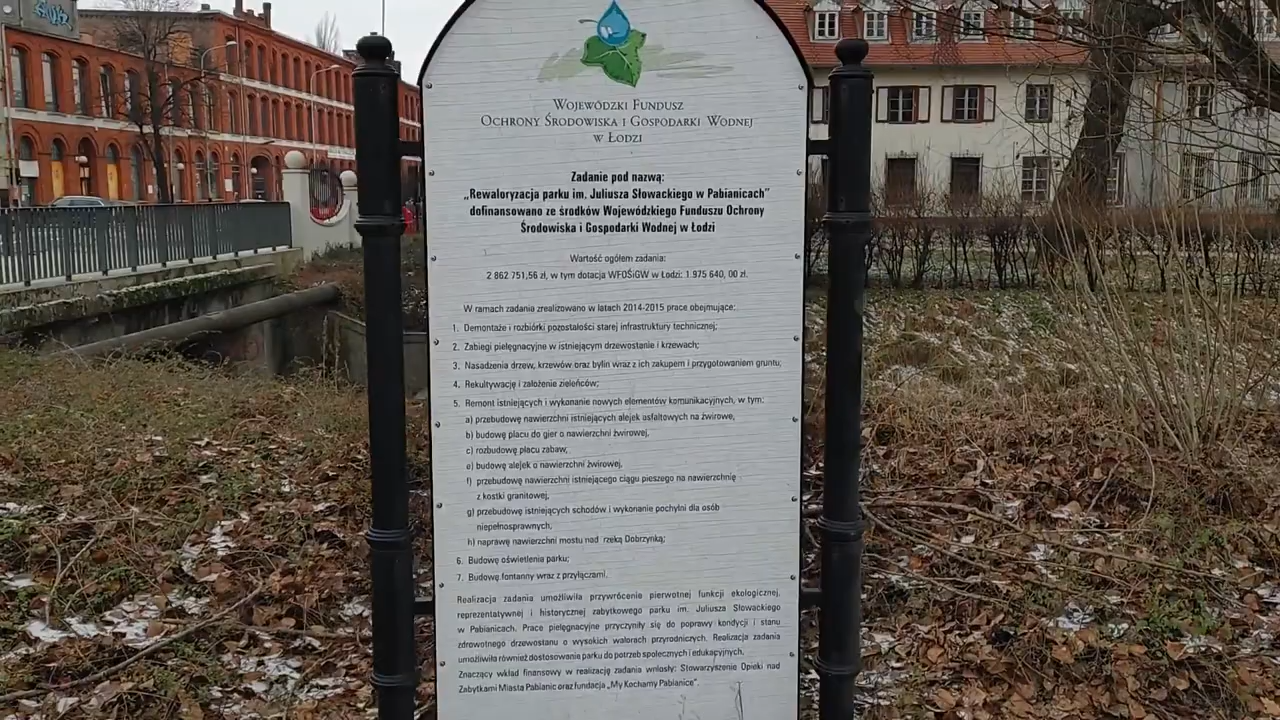 Wojewódzki Fundusz
Ochrony Środowiska i Gospodarki Wodnej
w Łodzi
Zadanie pod nazwą:
„Rewaloryzacja parku im. Juliusza Słowackiego w Pabianicach”
dofinansowano ze środków Wojewódzkiego Funduszu Ochrony
Środowiska i Gospodarki Wodnej w Łodzi
Wartość ogółem zadania:
2 862 751,56 zł, w tym dotacja WFOŚiGW w Łodzi: 1.975 640, 00 zł.
W ramach zadania zrealizowano w latach 2014-2015 prace obejmujące:
1. Demontaże i rozbiórki pozostałości starej infrastruktury technicznej;
2. Zabiegi pielęgnacyjne w istniejącym drzewostanie i krzewach;
3. Nasadzenia drzew, krzewów oraz bylin wraz z ich zakupem i przygotowaniem gruntu;
4. Rekultywację i założenie zieleńców;
5. Remont istniejących i wykonanie nowych elementów komunikacyjnych, w tym:
a) przebudowę nawierzchni istniejących alejek asfaltowych na żwirowe,
b) budowę placu do gier o nawierzchni żwirowej,
c) rozbudowę placu zabaw,
e) budowę alejek o nawierzchni żwirowej,
f) przebudowę nawierzchni istniejącego ciągu pieszego na nawierzchnię
z kostki granitowej,
g) przebudowę istniejących schodów i wykonanie pochylni dla osób
niepełnosprawnych,
h) naprawę nawierzchni mostu nad rzeką Dobrzynką;
6. Budowę oświetlenia parku;
7. Budowę fontanny wraz z przyłączami.
Realizacja zadania umożliwiła przywrócenie pierwotnej funkcji ekologicznej,
reprezentatywnej i historycznej zabytkowego parku im. Juliusza Słowackiego
w Pabianicach. Prace pielęgnacyjne przyczyniły się do poprawy kondycji i stanu
zdrowotnego drzewostanu o wysokich walorach przyrodniczych. Realizacja zadania
umożliwiła również dostosowanie parku do potrzeb społecznych i edukacyjnych.
Znaczący wkład finansowy w realizację zadania wniosły: Stowarzyszenie Opieki nad
Zabytkami Miasta Pabianic oraz fundacja „My Kochamy Pabianice”.